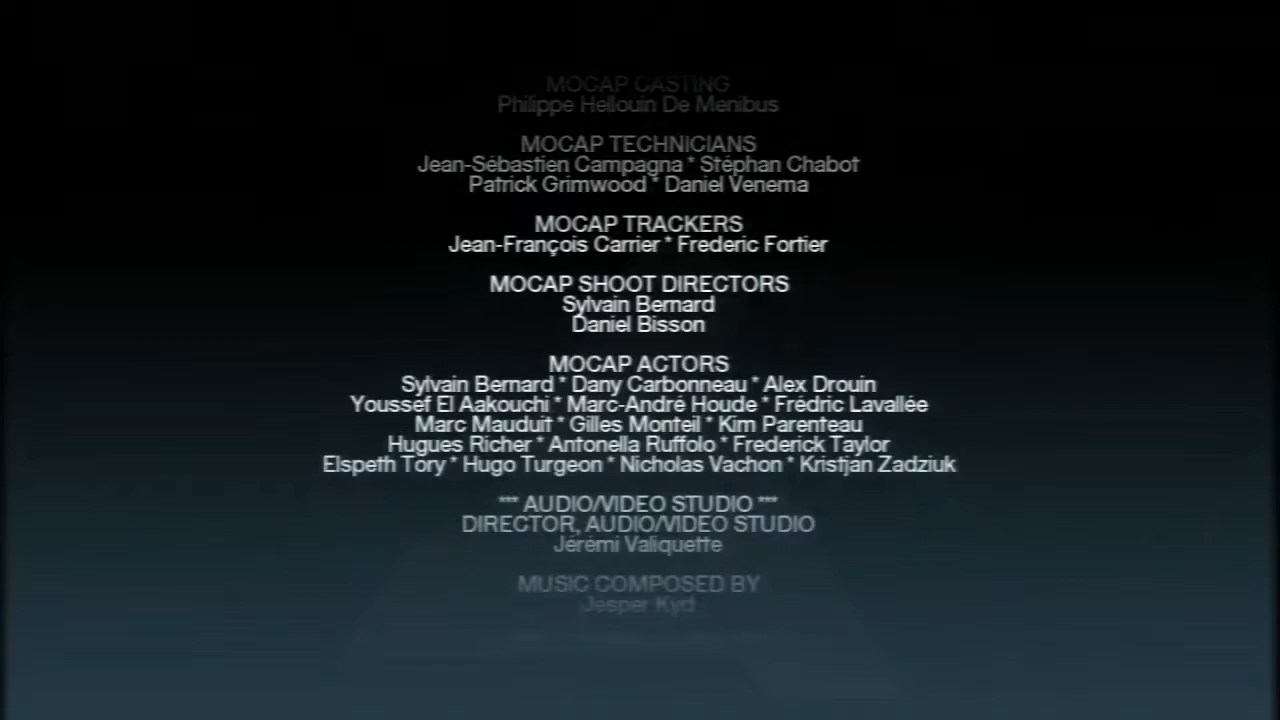 MOCAP CASTING
Philippe Hellouin De Menibus
MOCAP TECHNICIANS
Jean-Sébastien Campagna * Stéphan Chabot
Patrick Grimwood * Daniel Venema
MOCAP TRACKERS
Jean-François Carrier * Frederic Fortier
MOCAP SHOOT DIRECTORS
Sylvain Bernard
Daniel Bisson
MOCAP ACTORS
Sylvain Bernard * Dany Carbonneau * Alex Drouin
Youssef El Aakouchi * Marc-André Houde * Frédric Lavallée
Marc Mauduit * Gilles Monteil * Kim Parenteau
Hugues Richer * Antonella Ruffolo * Frederick Taylor
Elspeth Tory * Hugo Turgeon * Nicholas Vachon * Kristjan Zadziuk
*** AUDIO/VIDEO STUDIO ***
DIRECTOR, AUDIO/VIDEO STUDIO
Jérémi Valiquette
MUSIC COMPOSED BY
Jesper Kyd